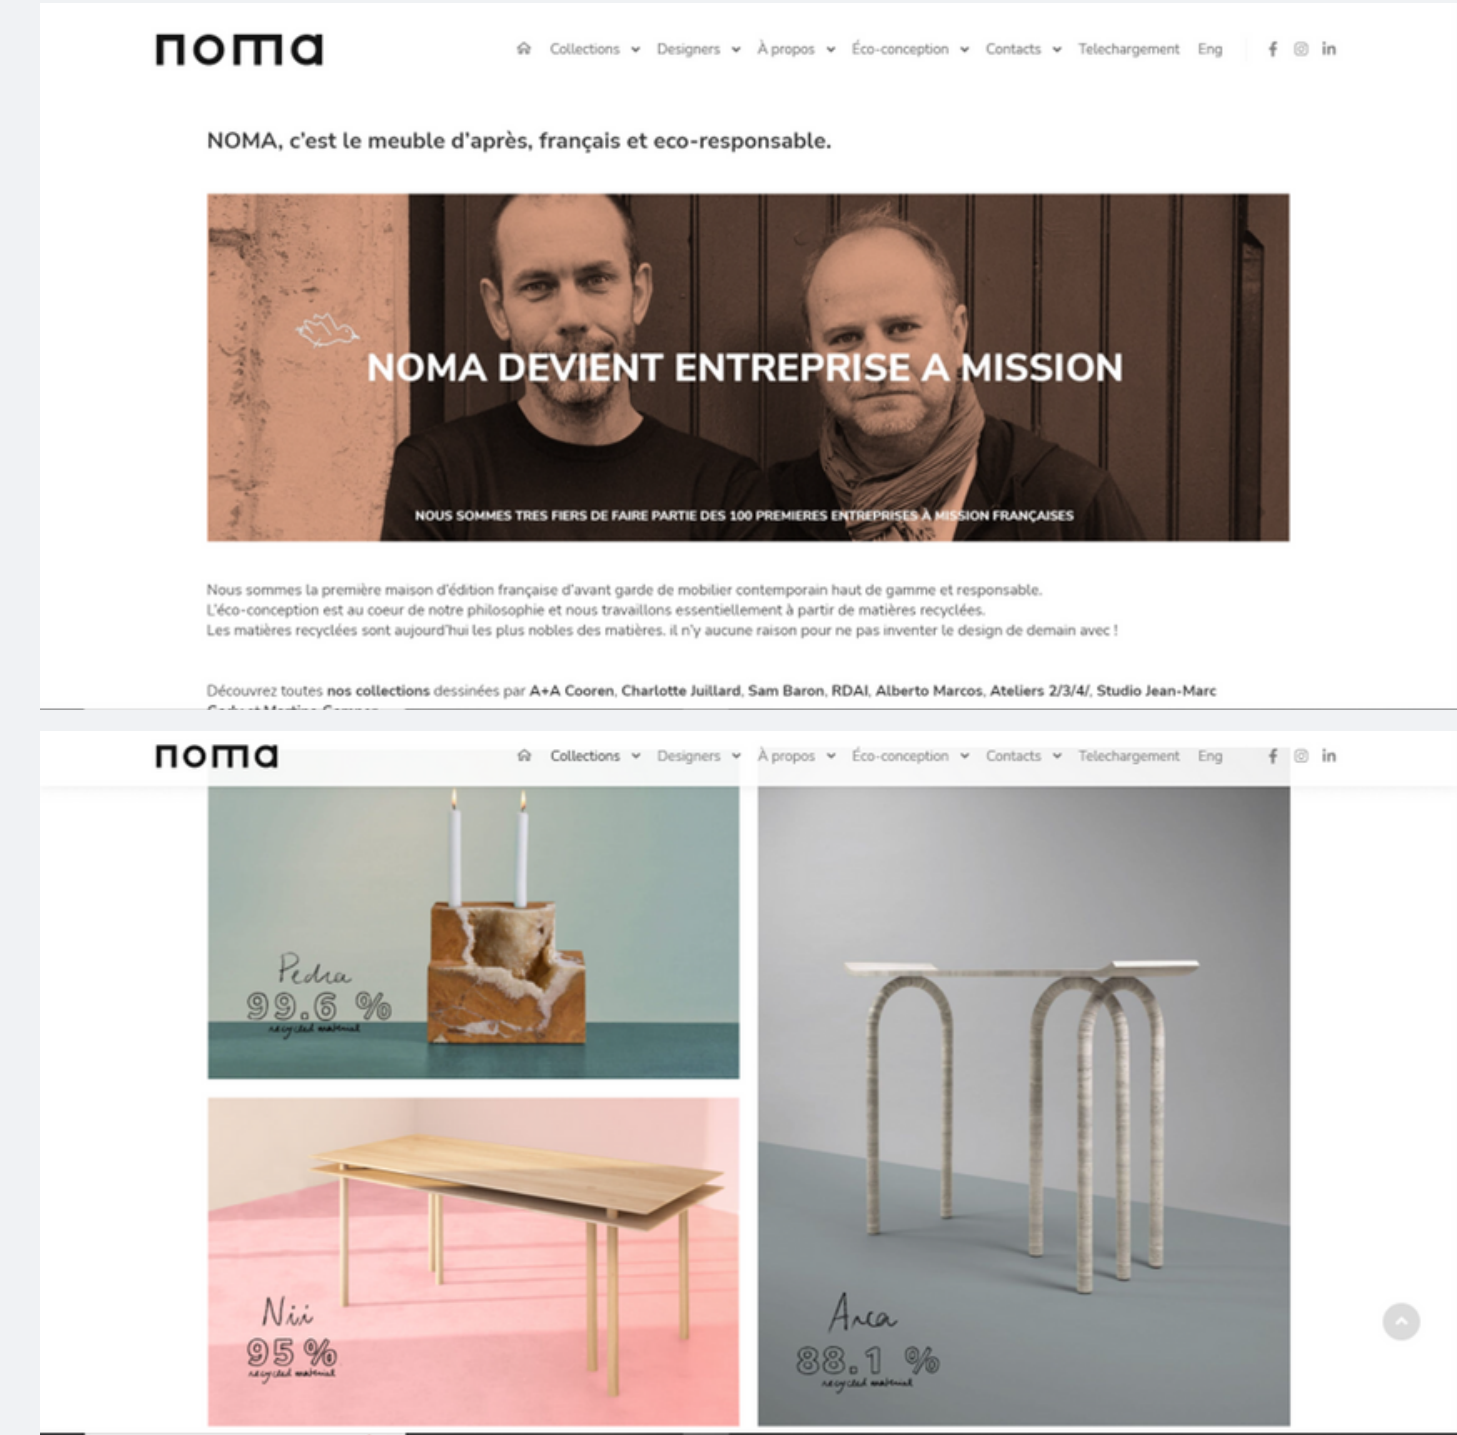 noma
Collections Designers À propos Éco-conception Contacts Telechargement Eng
NOMA, c'est le meuble d'après, français et eco-responsable.
NOMA DEVIENT ENTREPRISE A MISSION
NOUS SOMMES TRES FIERS DE FAIRE PARTIE DES 100 PREMIERES ENTREPRISES À MISSION FRANÇAISES
Nous sommes la première maison d'édition française d'avant garde de mobilier contemporain haut de gamme et responsable.
L'éco-conception est au coeur de notre philosophie et nous travaillons essentiellement à partir de matières recyclées.
Les matières recyclées sont aujourd'hui les plus nobles des matières. il n'y aucune raison pour ne pas inventer le design de demain avec !
Découvrez toutes nos collections dessinées par A+A Cooren, Charlotte Juillard, Sam Baron, RDAI, Alberto Marcos, Ateliers 2/3/4/, Studio Jean-Marc
noma
Collections Designers À propos Éco-conception Contacts Telechargement Eng
Pedra
99.6 %
recycled material
Nii
95 %
recycled material
Arca
88.1 %
recycled material